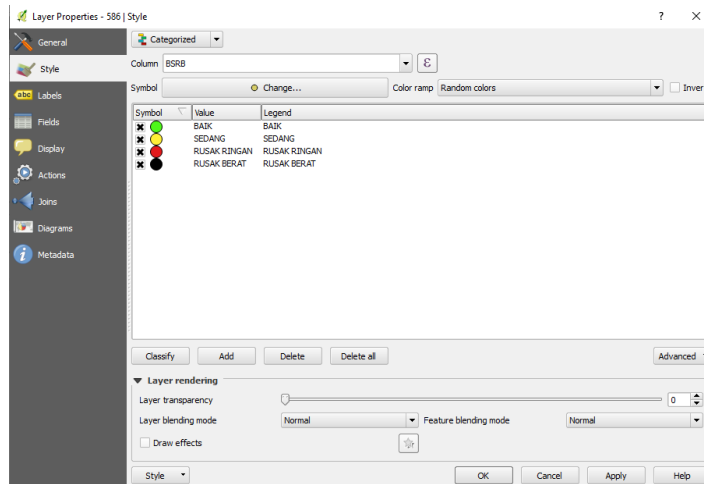 Layer Properties - 586 | Style ? X
General
Style
abc Labels
Fields
Display
Actions
Joins
Diagrams
i Metadata
Categorized
Column BSRB ε
Symbol Change... Color ramp Random colors Inver
Symbol Value Legend
BAIK BAIK
SEDANG SEDANG
RUSAK RINGAN RUSAK RINGAN
RUSAK BERAT RUSAK BERAT
Classify Add Delete Delete all Advanced
Layer rendering
Layer transparency 0
Layer blending mode Normal Feature blending mode Normal
Draw effects
Style OK Cancel Apply Help